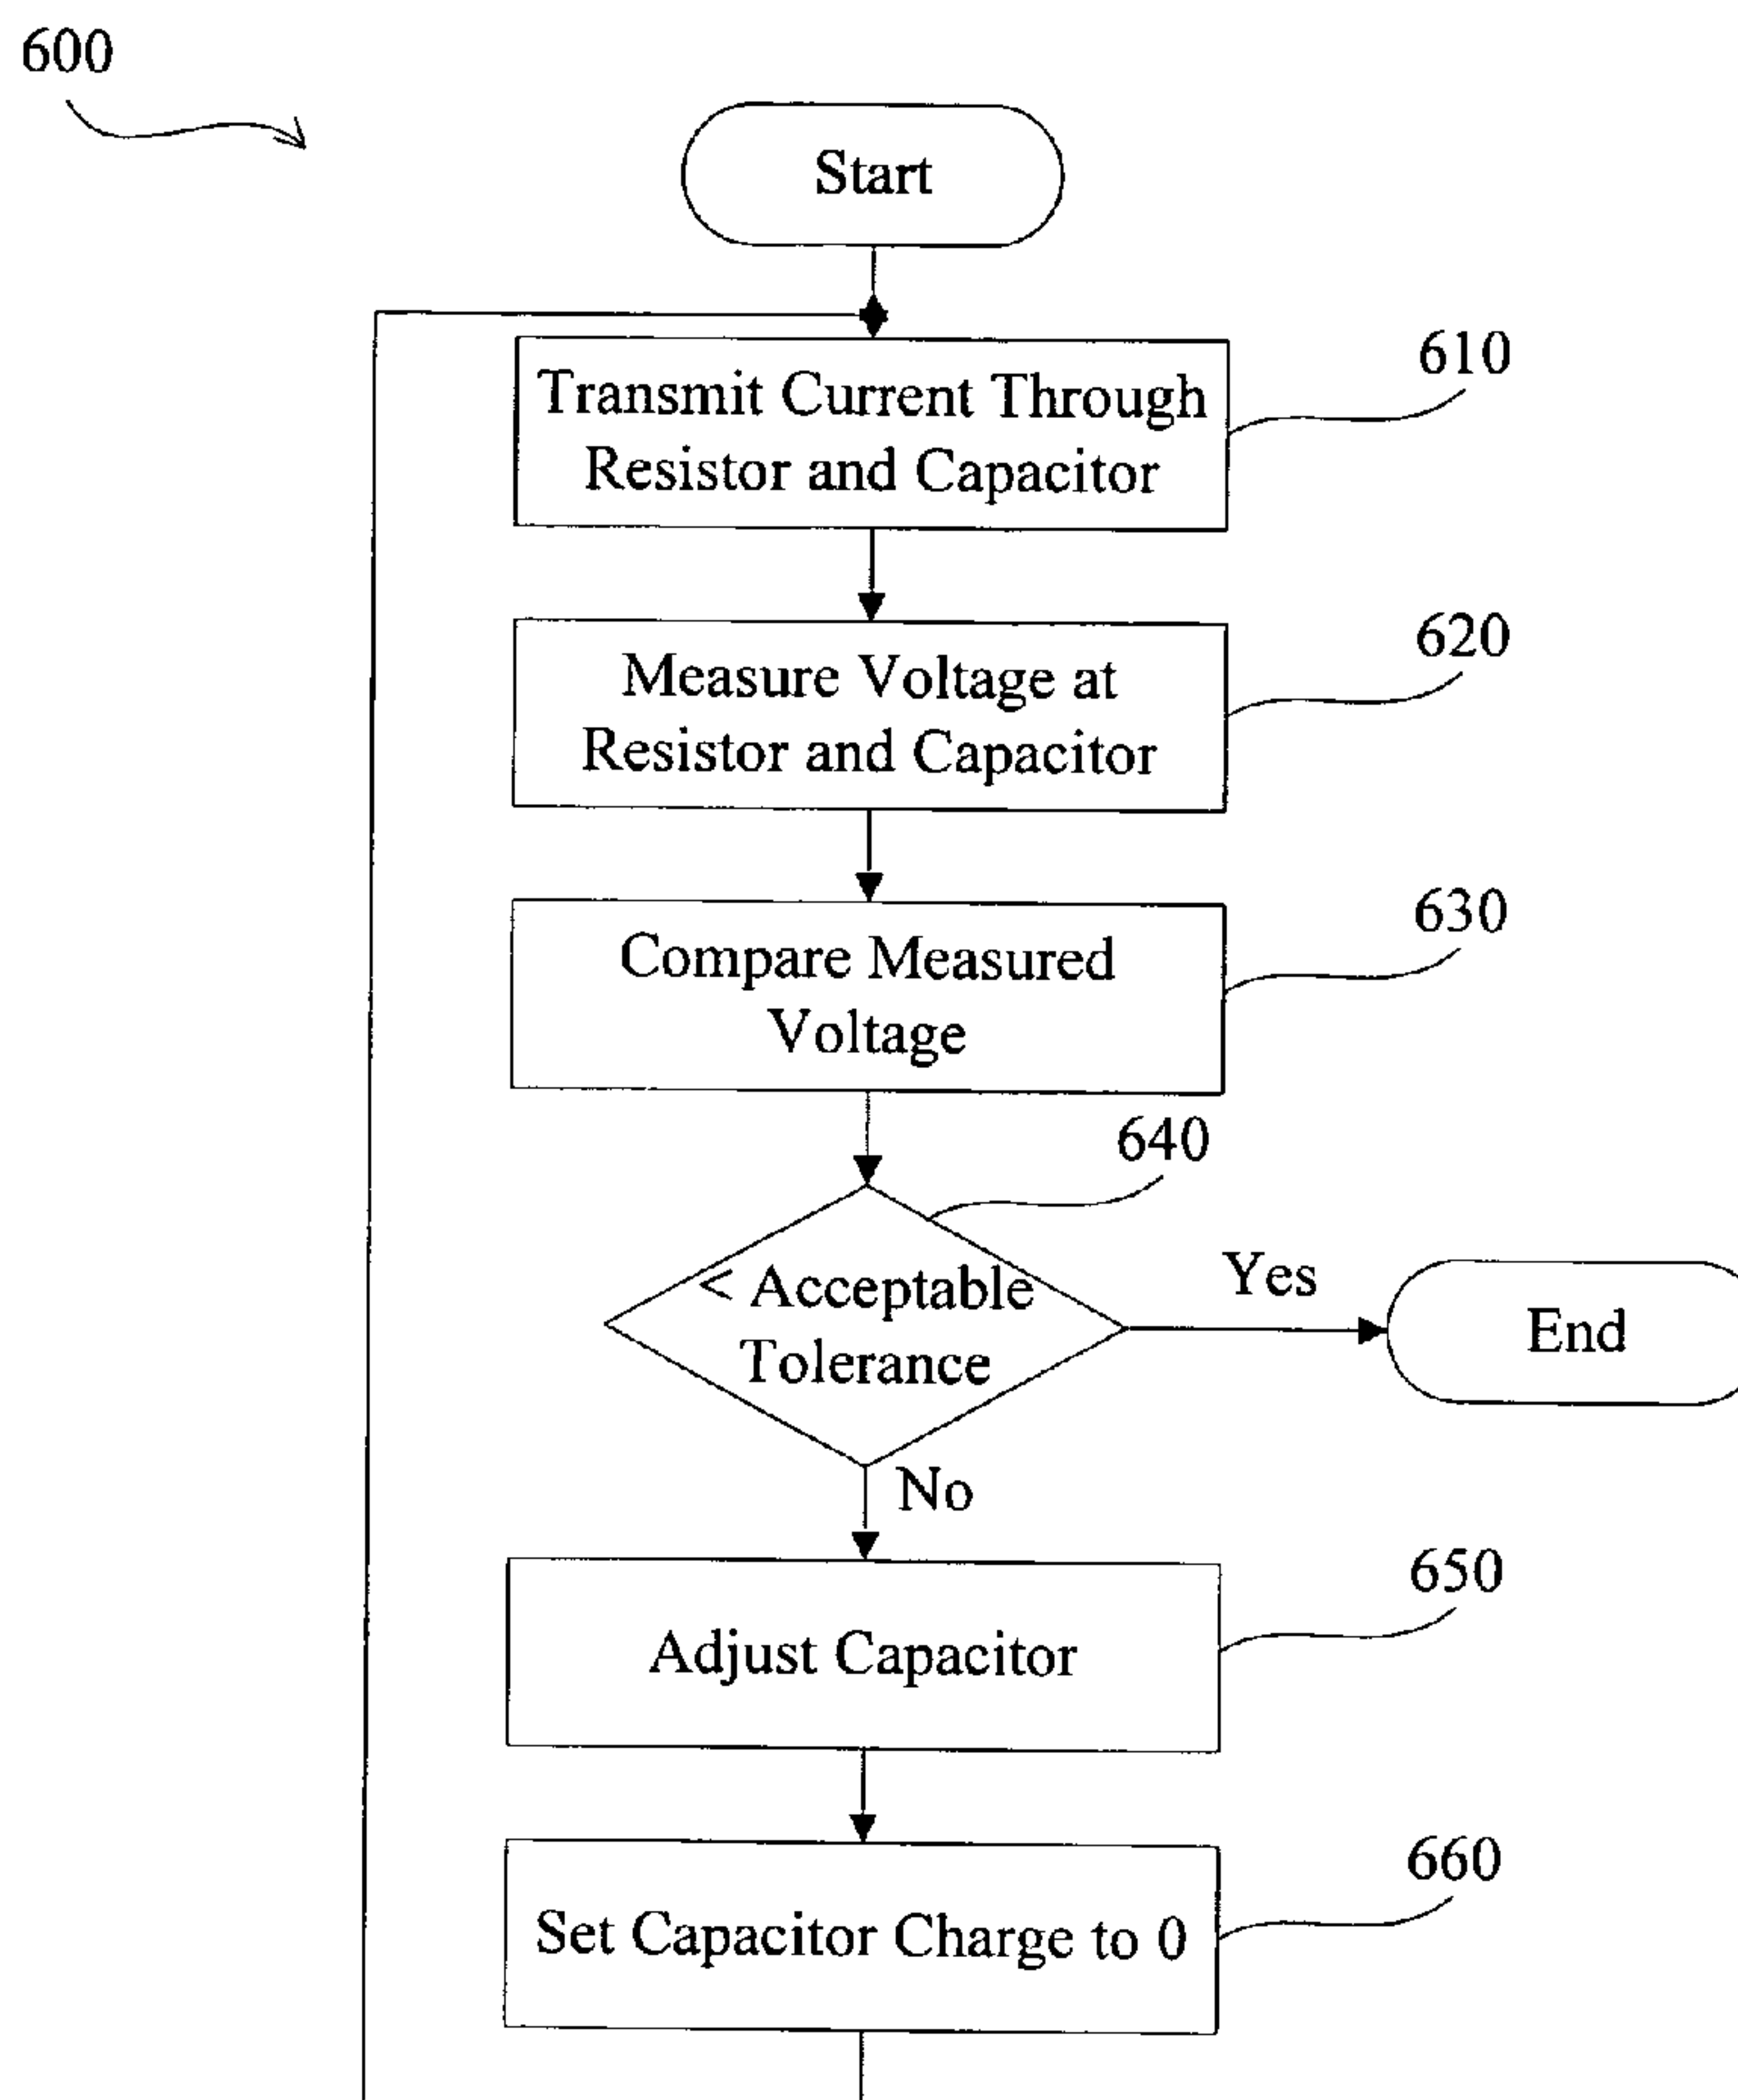 600
Start
Transmit Current Through
Resistor and Capacitor
610
Measure Voltage at
Resistor and Capacitor
620
Compare Measured
Voltage
630
640
< Acceptable
Tolerance
Yes
End
No
Adjust Capacitor
650
Set Capacitor Charge to 0
660